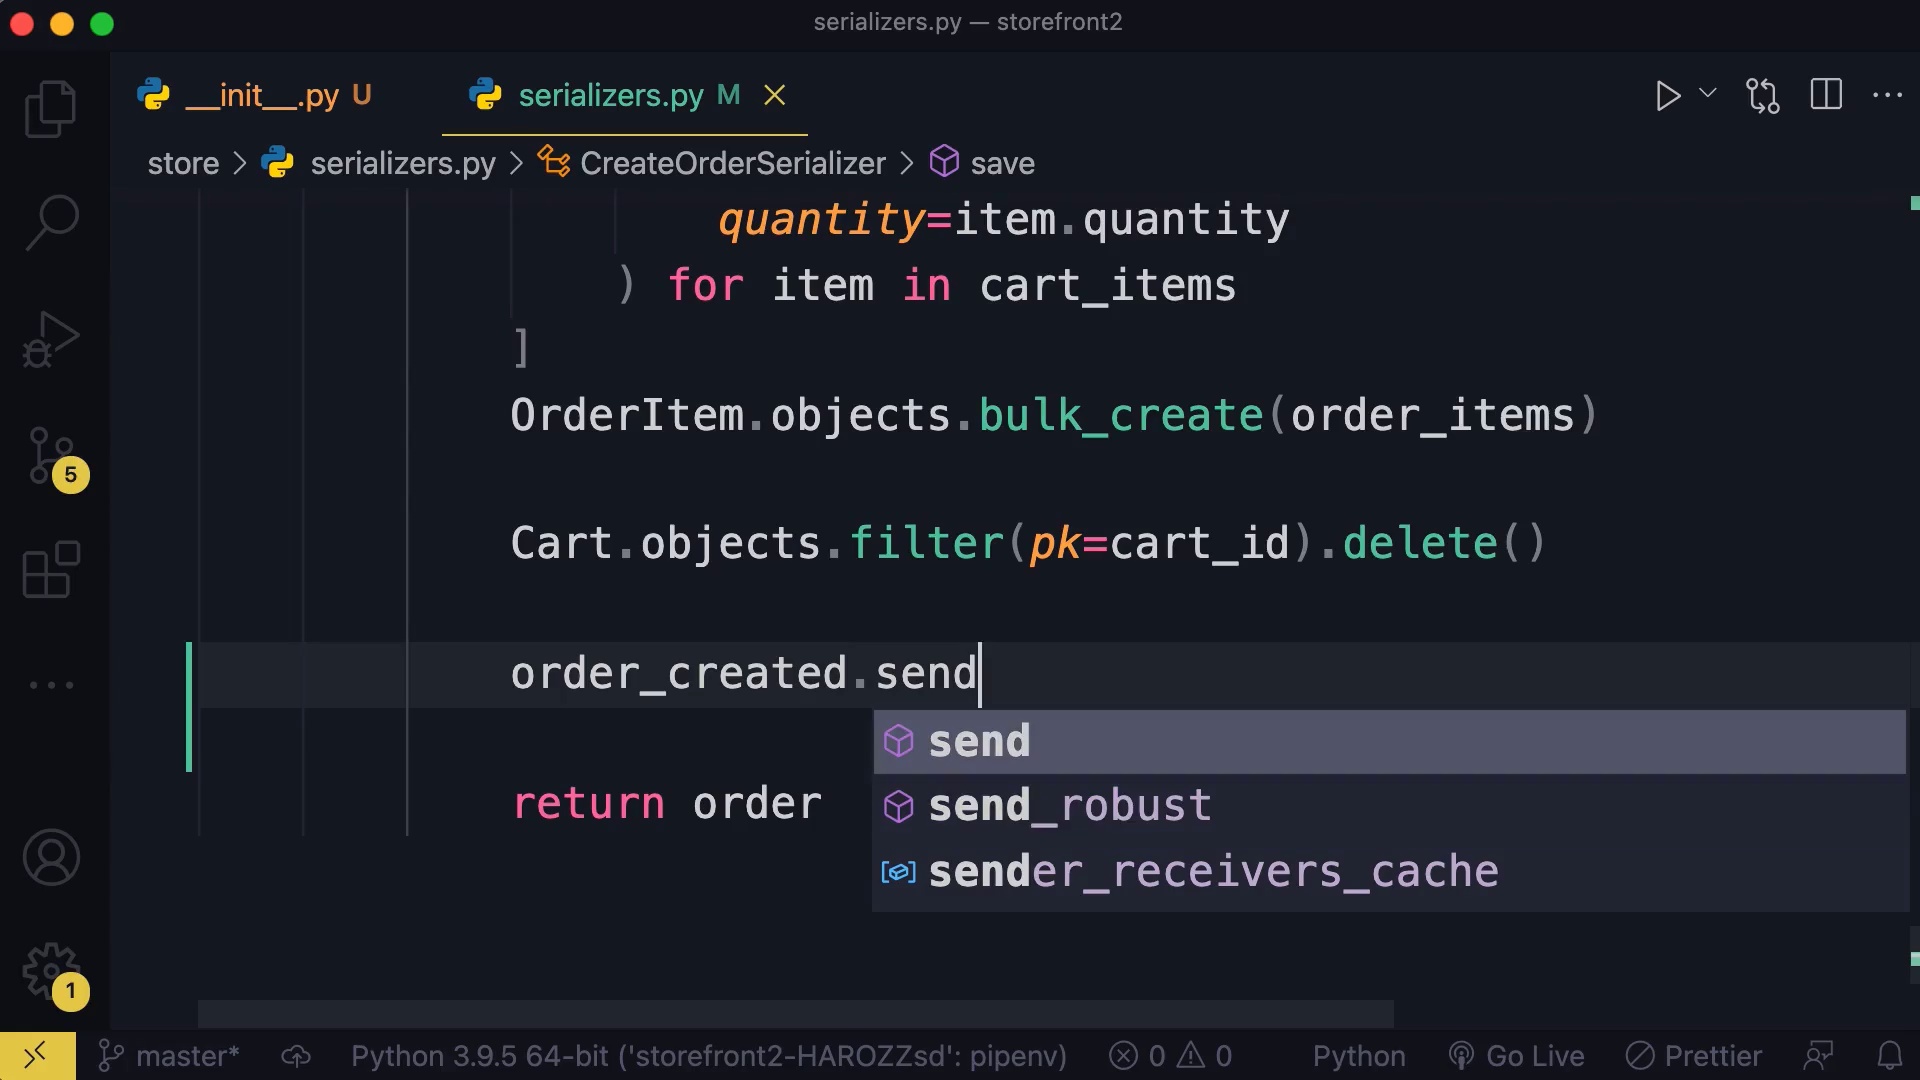 serializers.py — storefront2
__init__.py U
serializers.py M
store > serializers.py > CreateOrderSerializer > save
quantity=item.quantity
) for item in cart_items
]
OrderItem.objects.bulk_create(order_items)
Cart.objects.filter(pk=cart_id).delete()
order_created.send
send
return order
send_robust
sender_receivers_cache
5
1
master* Python 3.9.5 64-bit ('storefront2-HAROZZsd': pipenv) 0 0 Python Go Live Prettier